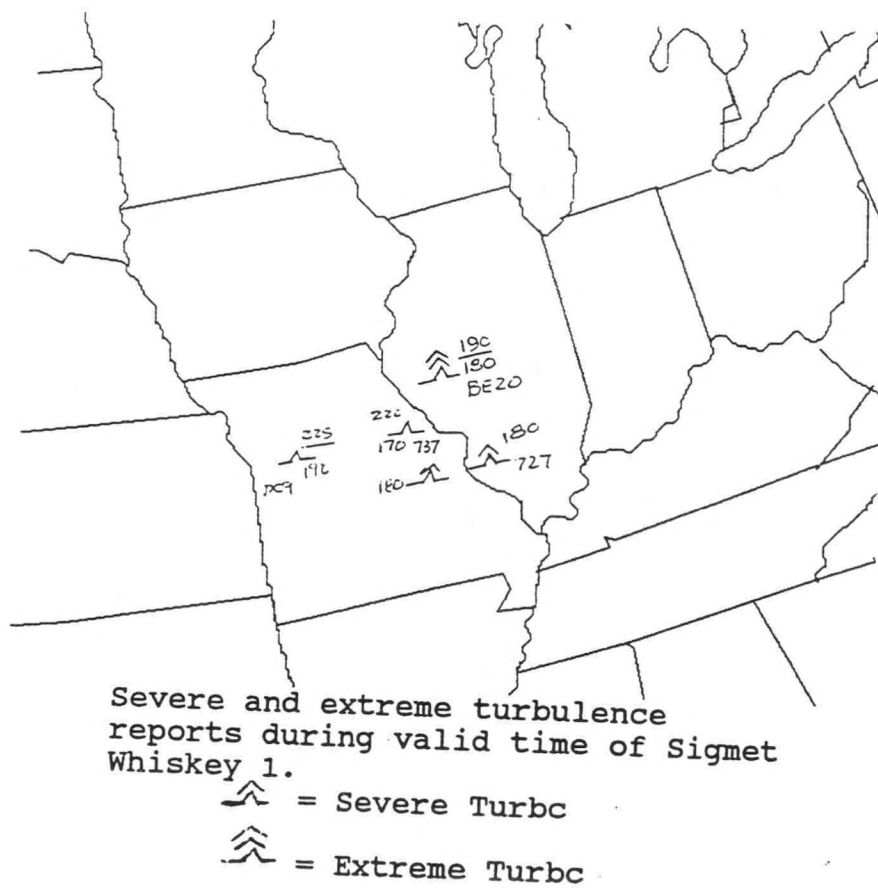 190
180
BE20
220
170 737
180
727
180
225
192
DC9
Severe and extreme turbulence
reports during valid time of Sigmet
Whiskey 1.
= Severe Turbc
= Extreme Turbc